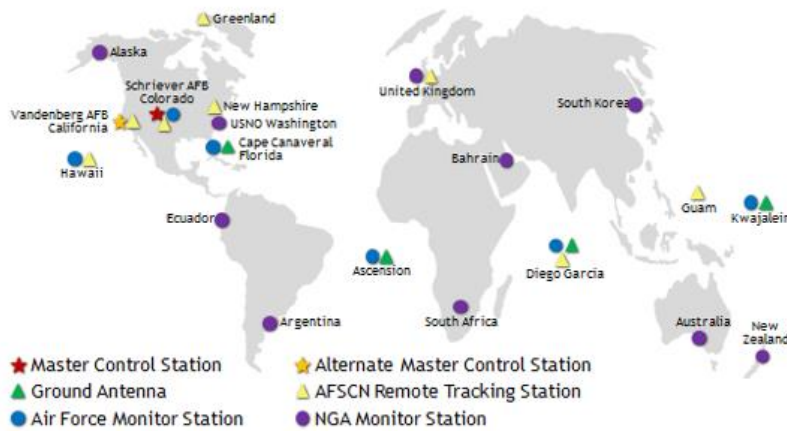 Greenland
Alaska
Schriever AFB
Colorado
Vandenberg AFB
California
New Hampshire
USNO Washington
Cape Canaveral
Florida
Hawaii
United Kingdom
South Korea
Bahrain
Guam
Kwajalein
Ecuador
Ascension
Diego Garcia
Argentina
South Africa
Australia
New
Zealand
Master Control Station
Alternate Master Control Station
Ground Antenna
AFSCN Remote Tracking Station
Air Force Monitor Station
NGA Monitor Station